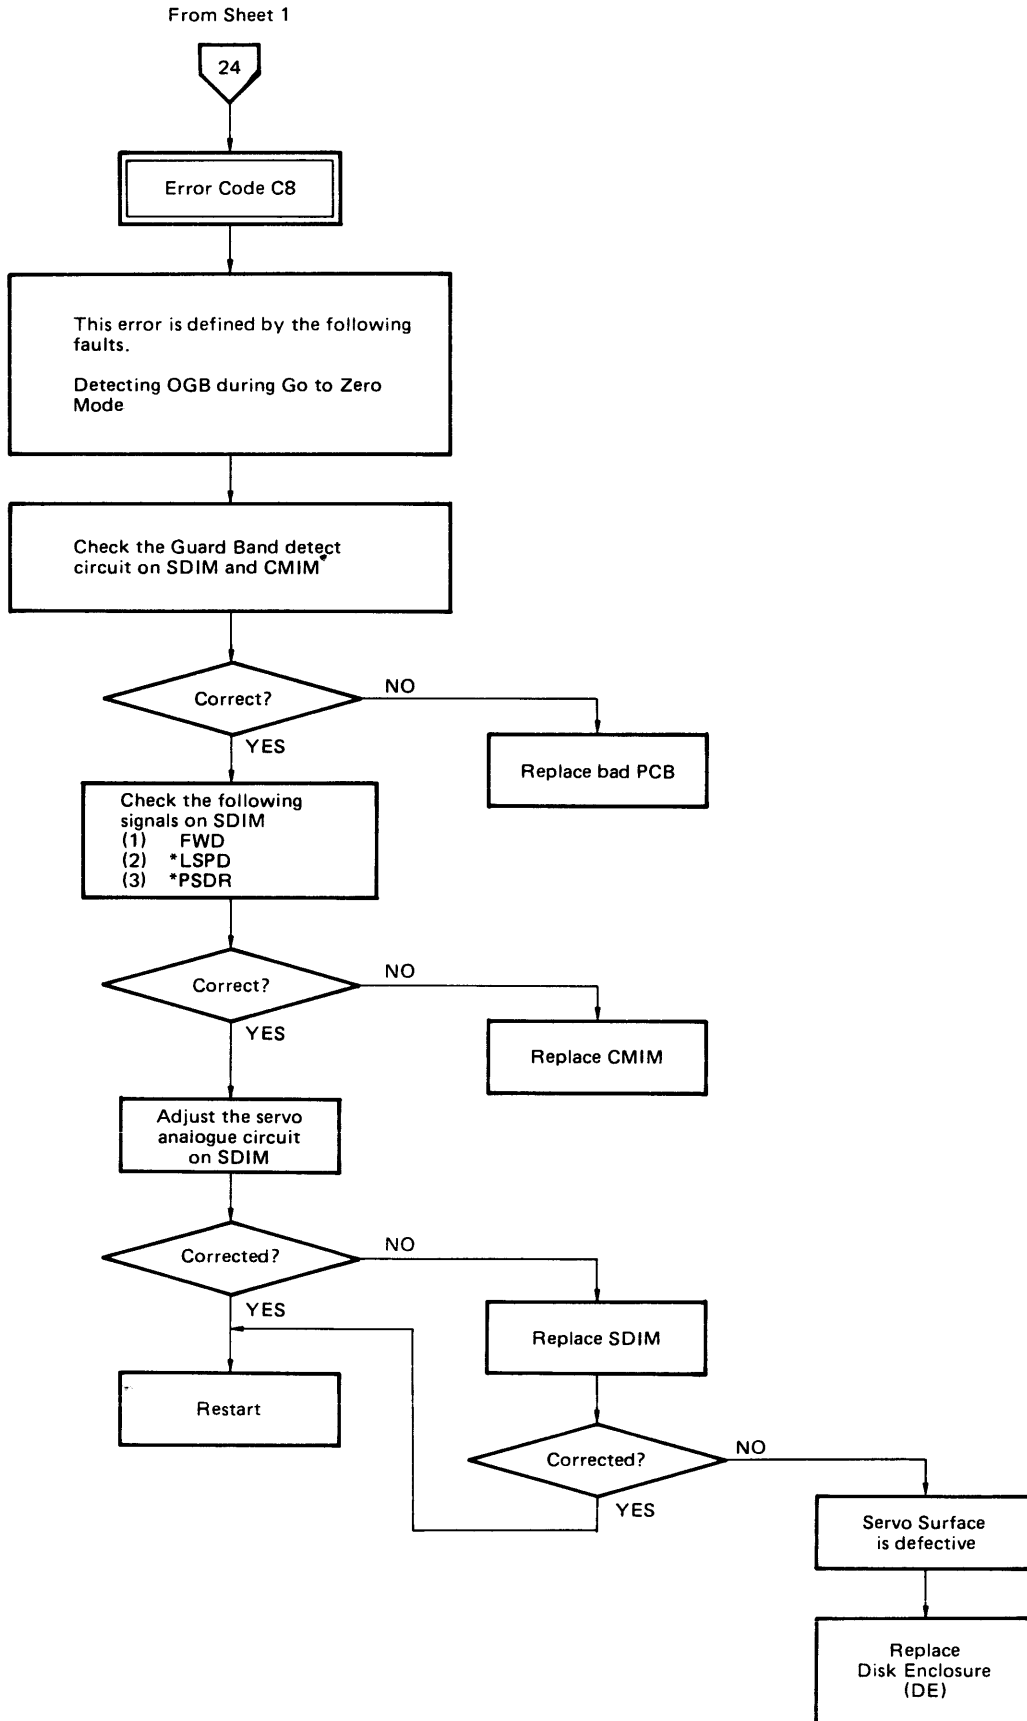 From Sheet 1
24
Error Code C8
This error is defined by the following
faults.
Detecting OGB during Go to Zero
Mode
Check the Guard Band detect
circuit on SDIM and CMIM
Correct?
NO
YES
Replace bad PCB
Check the following
signals on SDIM
(1) FWD
(2) *LSPD
(3) *PSDR
Correct?
NO
YES
Replace CMIM
Adjust the servo
analogue circuit
on SDIM
Corrected?
NO
YES
Replace SDIM
Restart
Corrected?
NO
YES
Servo Surface
is defective
Replace
Disk Enclosure
(DE)